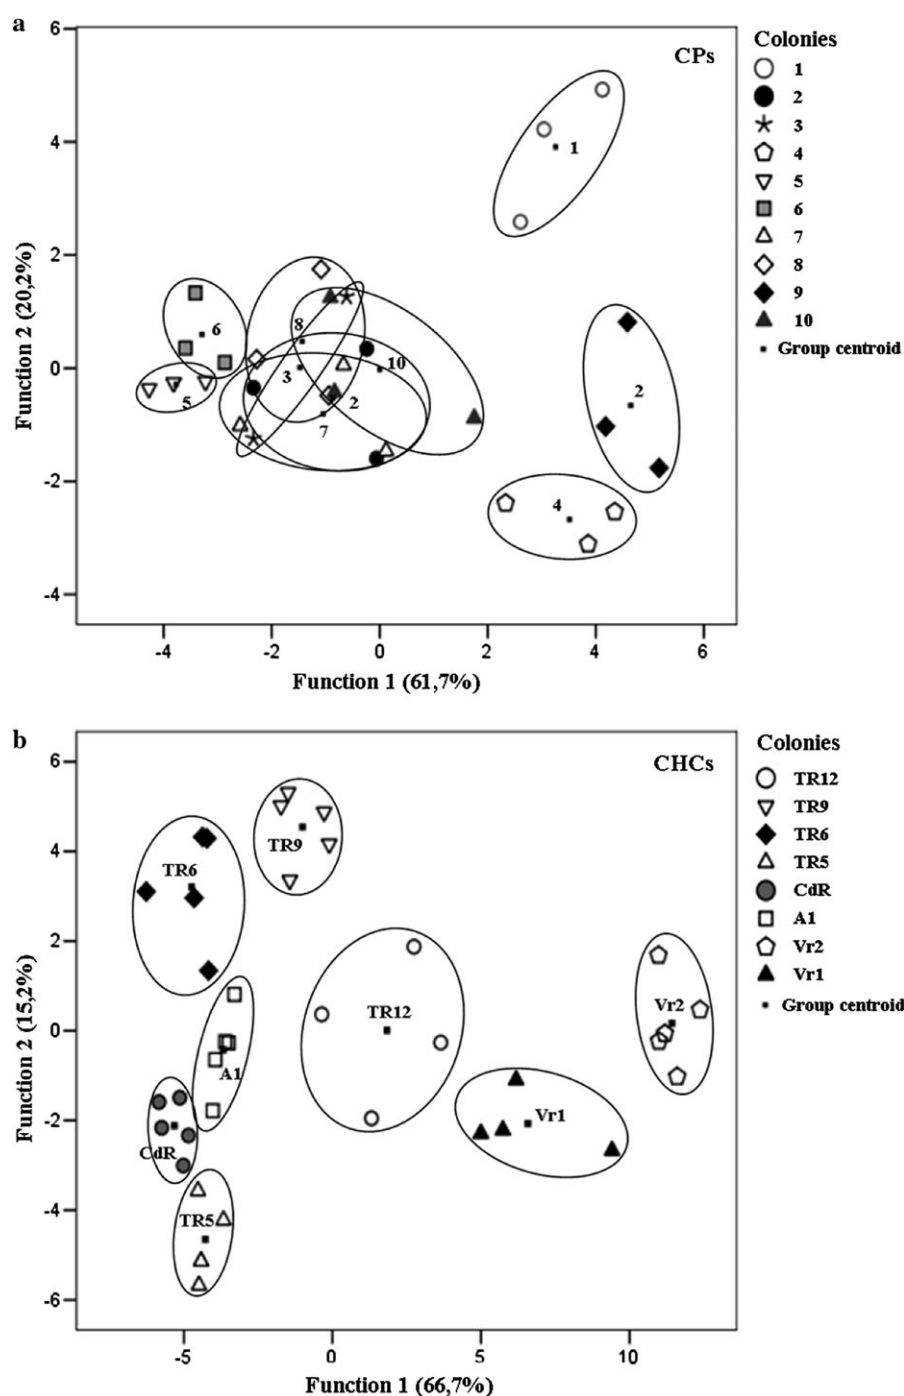 a
CPs
Colonies
1
2
3
4
5
6
7
8
9
10
Group centroid
6
4
2
0
-2
-4
Function 2 (20,2%)
1
6
5
8
3
10
2
7
2
4
-4
-2
0
2
4
6
Function 1 (61,7%)
b
CHCs
Colonies
TR12
TR9
TR6
TR5
CdR
A1
Vr2
Vr1
Group centroid
6
4
2
0
-2
-4
-6
Function 2 (15,2%)
TR9
TR6
TR12
Vr2
A1
Vr1
CdR
TR5
-5
0
5
10
Function 1 (66,7%)